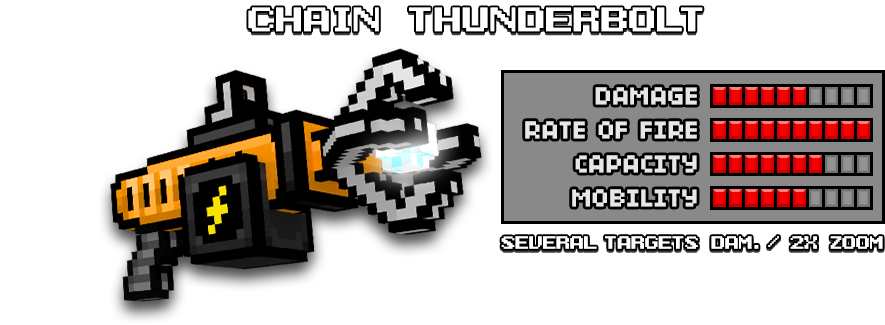 CHAIN THUNDERBOLT
DAMAGE
RATE OF FIRE
CAPACITY
MOBILITY
SEVERAL TARGETS DAM. / 2X ZOOM